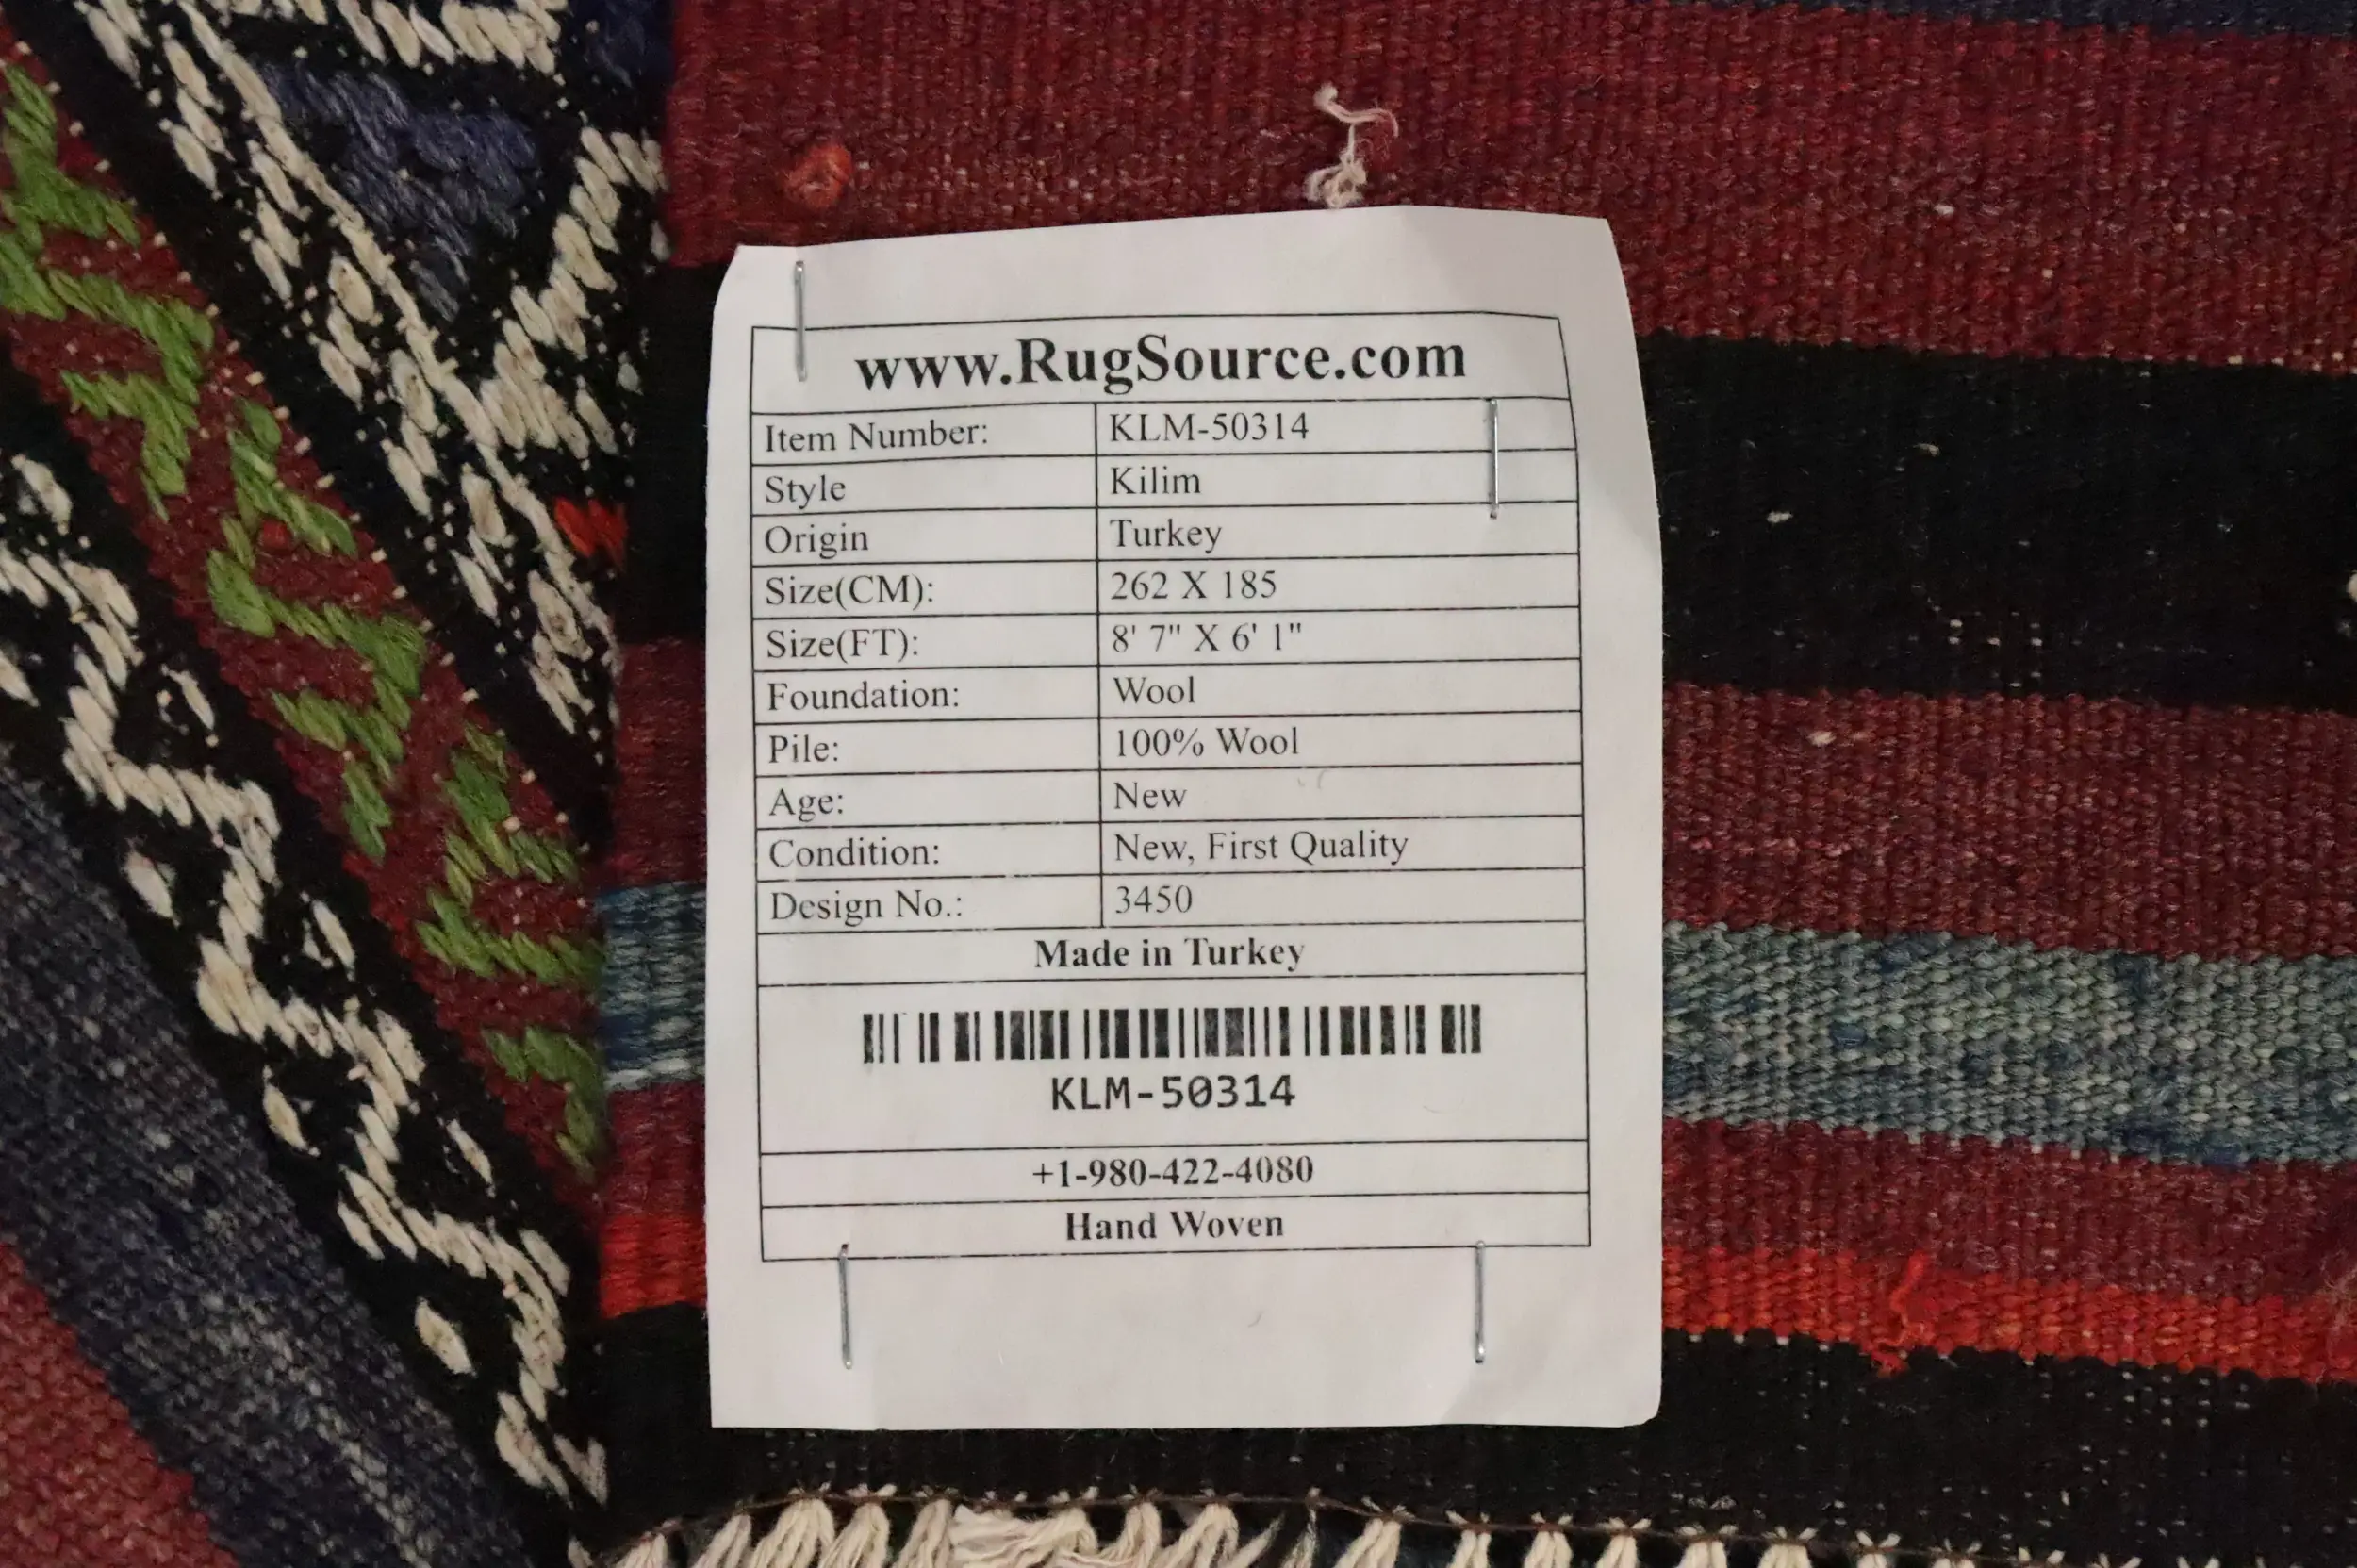 www.RugSource.com
Item Number: KLM-50314
Style Kilim
Origin Turkey
Size(CM): 262 X 185
Size(FT): 8' 7" X 6' 1"
Foundation: Wool
Pile: 100% Wool
Age: New
Condition: New, First Quality
Design No.: 3450
Made in Turkey
KLM-50314
+1-980-422-4080
Hand Woven